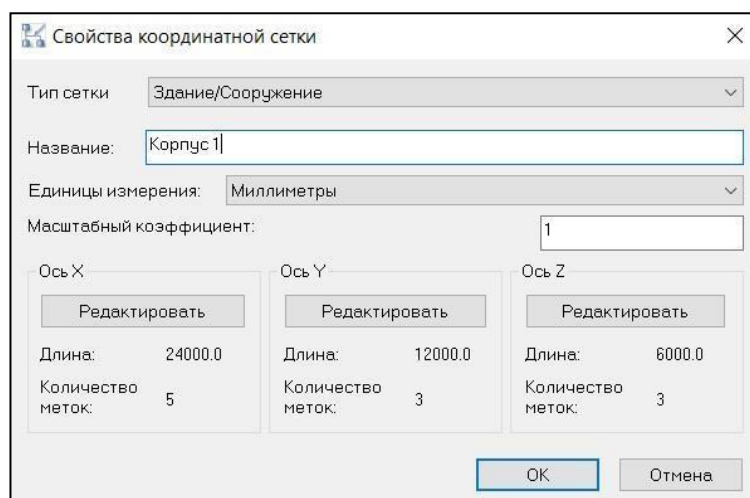 Свойства координатной сетки
Тип сетки Здание/Сооружение
Название: Корпус 1
Единицы измерения: Миллиметры
Масштабный коэффициент: 1
Ось X Ось Y Ось Z
Редактировать Редактировать Редактировать
Длина: 24000.0 Длина: 12000.0 Длина: 6000.0
Количество меток: 5 Количество меток: 3 Количество меток: 3
OK Отмена